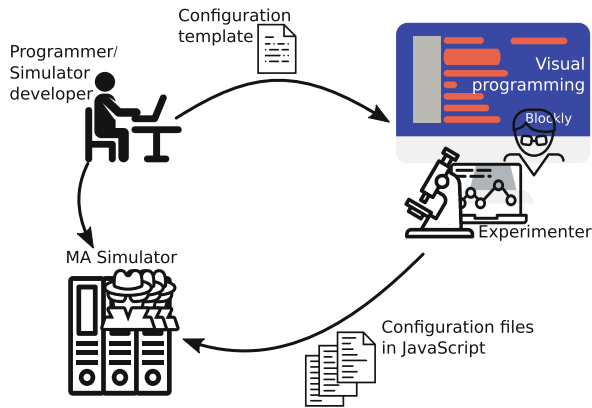 Configuration
template
Programmer/
Simulator
developer
Visual
programming
Blockly
MA Simulator
Experimenter
Configuration files
in JavaScript